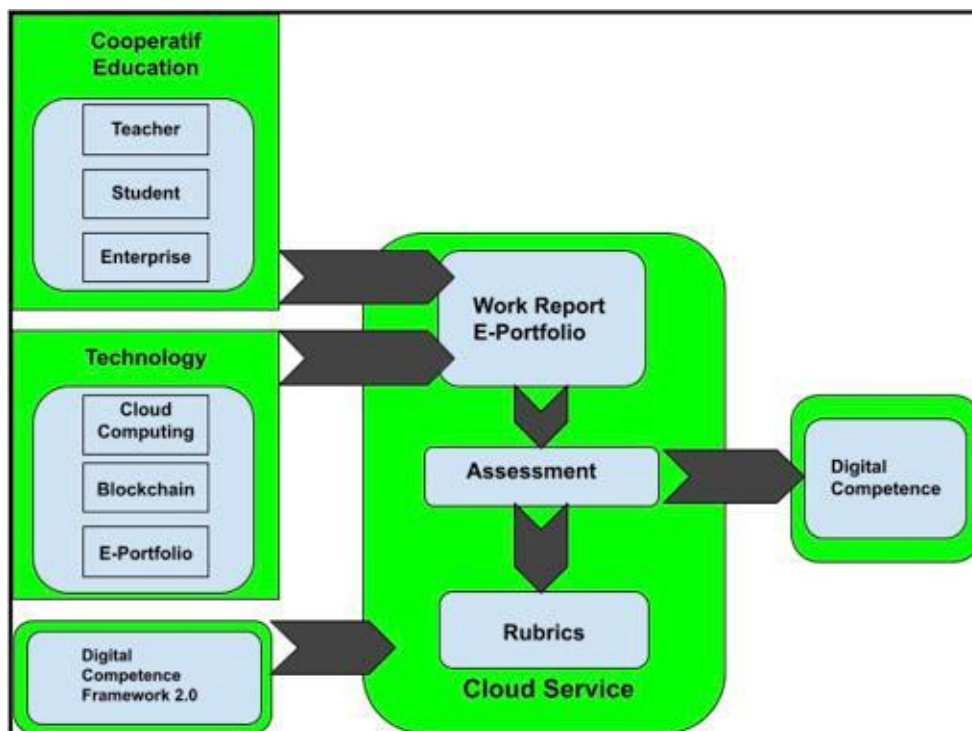 Cooperatif
Education
Teacher
Student
Enterprise
Technology
Cloud
Computing
Blockchain
E-Portfolio
Digital
Competence
Framework 2.0
Work Report
E-Portfolio
Assessment
Rubrics
Cloud Service
Digital
Competence